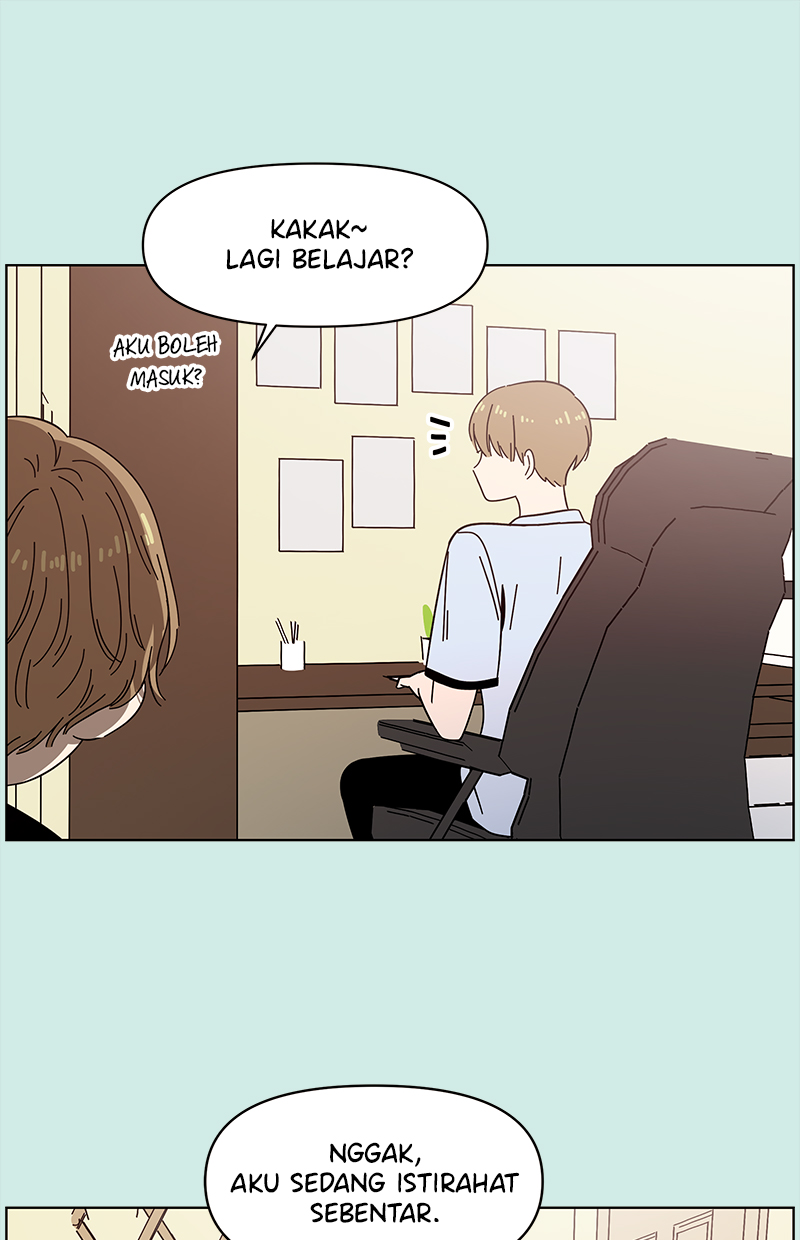 KAKAK~
LAGI BELAJAR?
AKU BOLEH
MASUK?
NGGAK,
AKU SEDANG ISTIRAHAT
SEBENTAR.